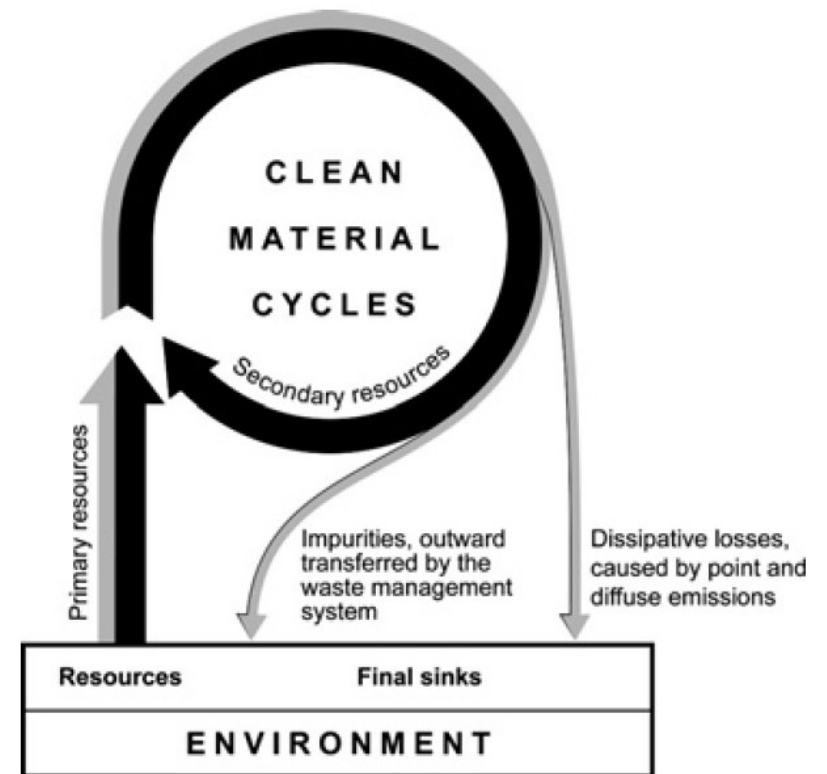 CLEAN
MATERIAL
CYCLES
Secondary resources
Primary resources
Impurities, outward
transferred by the
waste management
system
Dissipative losses,
caused by point and
diffuse emissions
Resources
Final sinks
ENVIRONMENT